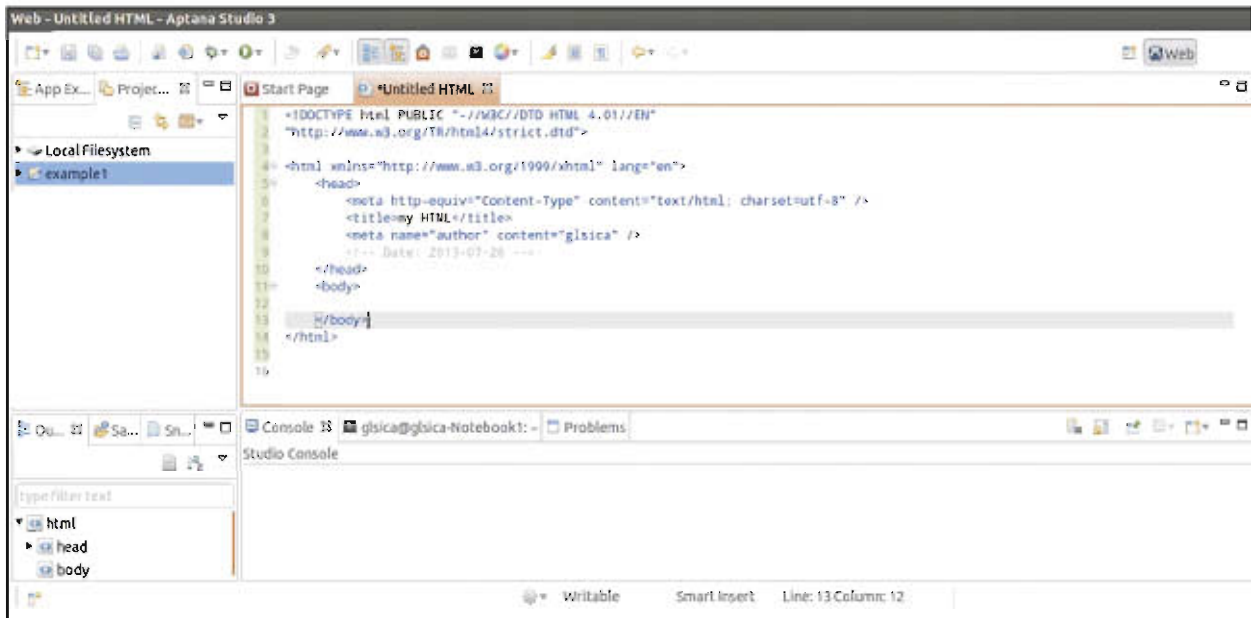 Web - Untitled HTML - Aptana Studio 3
Web
App Ex... Projec...
Start Page *Untitled HTML
Local Filesystem
example1
1 <!DOCTYPE html PUBLIC "-//W3C//DTD HTML 4.01//EN"
2 "http://www.w3.org/TR/html4/strict.dtd">
3
4 <html xmlns="http://www.w3.org/1999/xhtml" lang="en">
5 <head>
6 <meta http-equiv="Content-Type" content="text/html; charset=utf-8" />
7 <title>my HTML</title>
8 <meta name="author" content="glsica" />
9 <!-- Date: 2013-07-26 -->
10 </head>
11 <body>
12
13 </body>
14 </html>
15
16
Ou... Sa... Sn...
Console glsica@glsica-Notebook1: ~ Problems
Studio Console
type filter text
html
head
body
Writable Smart Insert Line: 13 Column: 12